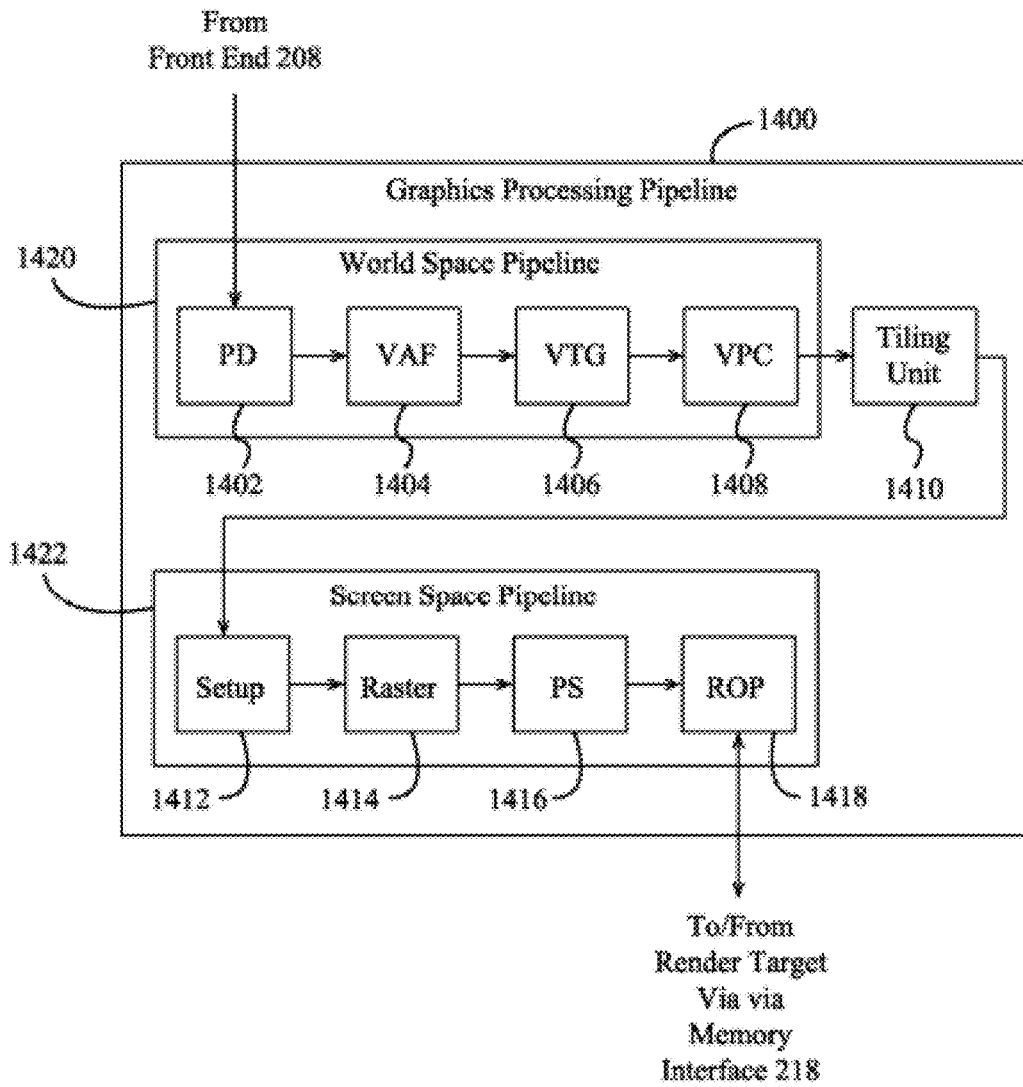 From
Front End 208
1400
Graphics Processing Pipeline
1420
World Space Pipeline
PD
VAF
VTG
VPC
Tiling
Unit
1402
1404
1406
1408
1410
1422
Screen Space Pipeline
Setup
Raster
PS
ROP
1412
1414
1416
1418
To/From
Render Target
Via via
Memory
Interface 218